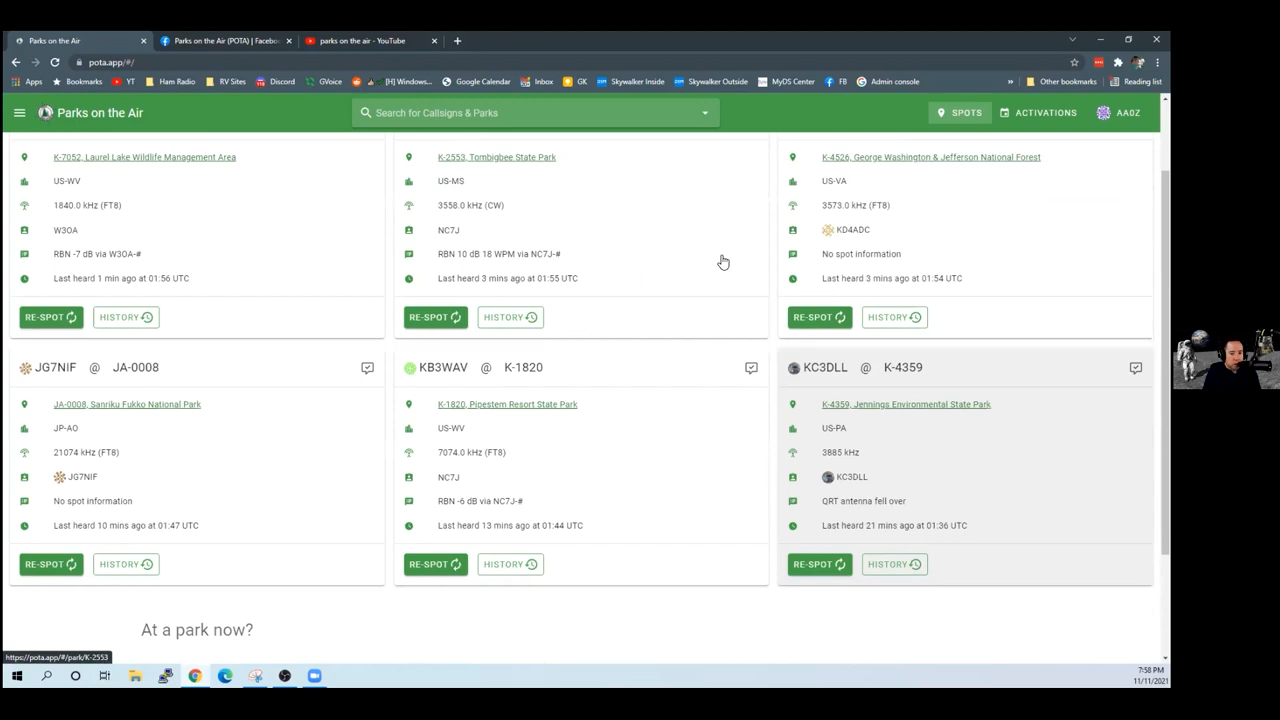 Parks on the Air
Parks on the Air (POTA) | Facebo
parks on the air - YouTube
pota.app/#/
Apps
Bookmarks
YT
Ham Radio
RV Sites
Discord
GVoice
[H] Windows...
Google Calendar
Inbox
GK
Skywalker Inside
Skywalker Outside
MyDS Center
FB
Admin console
»
Other bookmarks
Reading list
Parks on the Air
Search for Callsigns & Parks
SPOTS
ACTIVATIONS
AA0Z
K-7052, Laurel Lake Wildlife Management Area
US-WV
1840.0 kHz (FT8)
W3OA
RBN -7 dB via W3OA-#
Last heard 1 min ago at 01:56 UTC
RE-SPOT
HISTORY
K-2553, Tombigbee State Park
US-MS
3558.0 kHz (CW)
NC7J
RBN 10 dB 18 WPM via NC7J-#
Last heard 3 mins ago at 01:55 UTC
RE-SPOT
HISTORY
K-4526, George Washington & Jefferson National Forest
US-VA
3573.0 kHz (FT8)
KD4ADC
No spot information
Last heard 3 mins ago at 01:54 UTC
RE-SPOT
HISTORY
JG7NIF @ JA-0008
JA-0008, Sanriku Fukko National Park
JP-AO
21074 kHz (FT8)
JG7NIF
No spot information
Last heard 10 mins ago at 01:47 UTC
RE-SPOT
HISTORY
KB3WAV @ K-1820
K-1820, Pipestem Resort State Park
US-WV
7074.0 kHz (FT8)
NC7J
RBN -6 dB via NC7J-#
Last heard 13 mins ago at 01:44 UTC
RE-SPOT
HISTORY
KC3DLL @ K-4359
K-4359, Jennings Environmental State Park
US-PA
3885 kHz
KC3DLL
QRT antenna fell over
Last heard 21 mins ago at 01:36 UTC
RE-SPOT
HISTORY
At a park now?
https://pota.app/#/park/K-2553
7:58 PM
11/11/2021